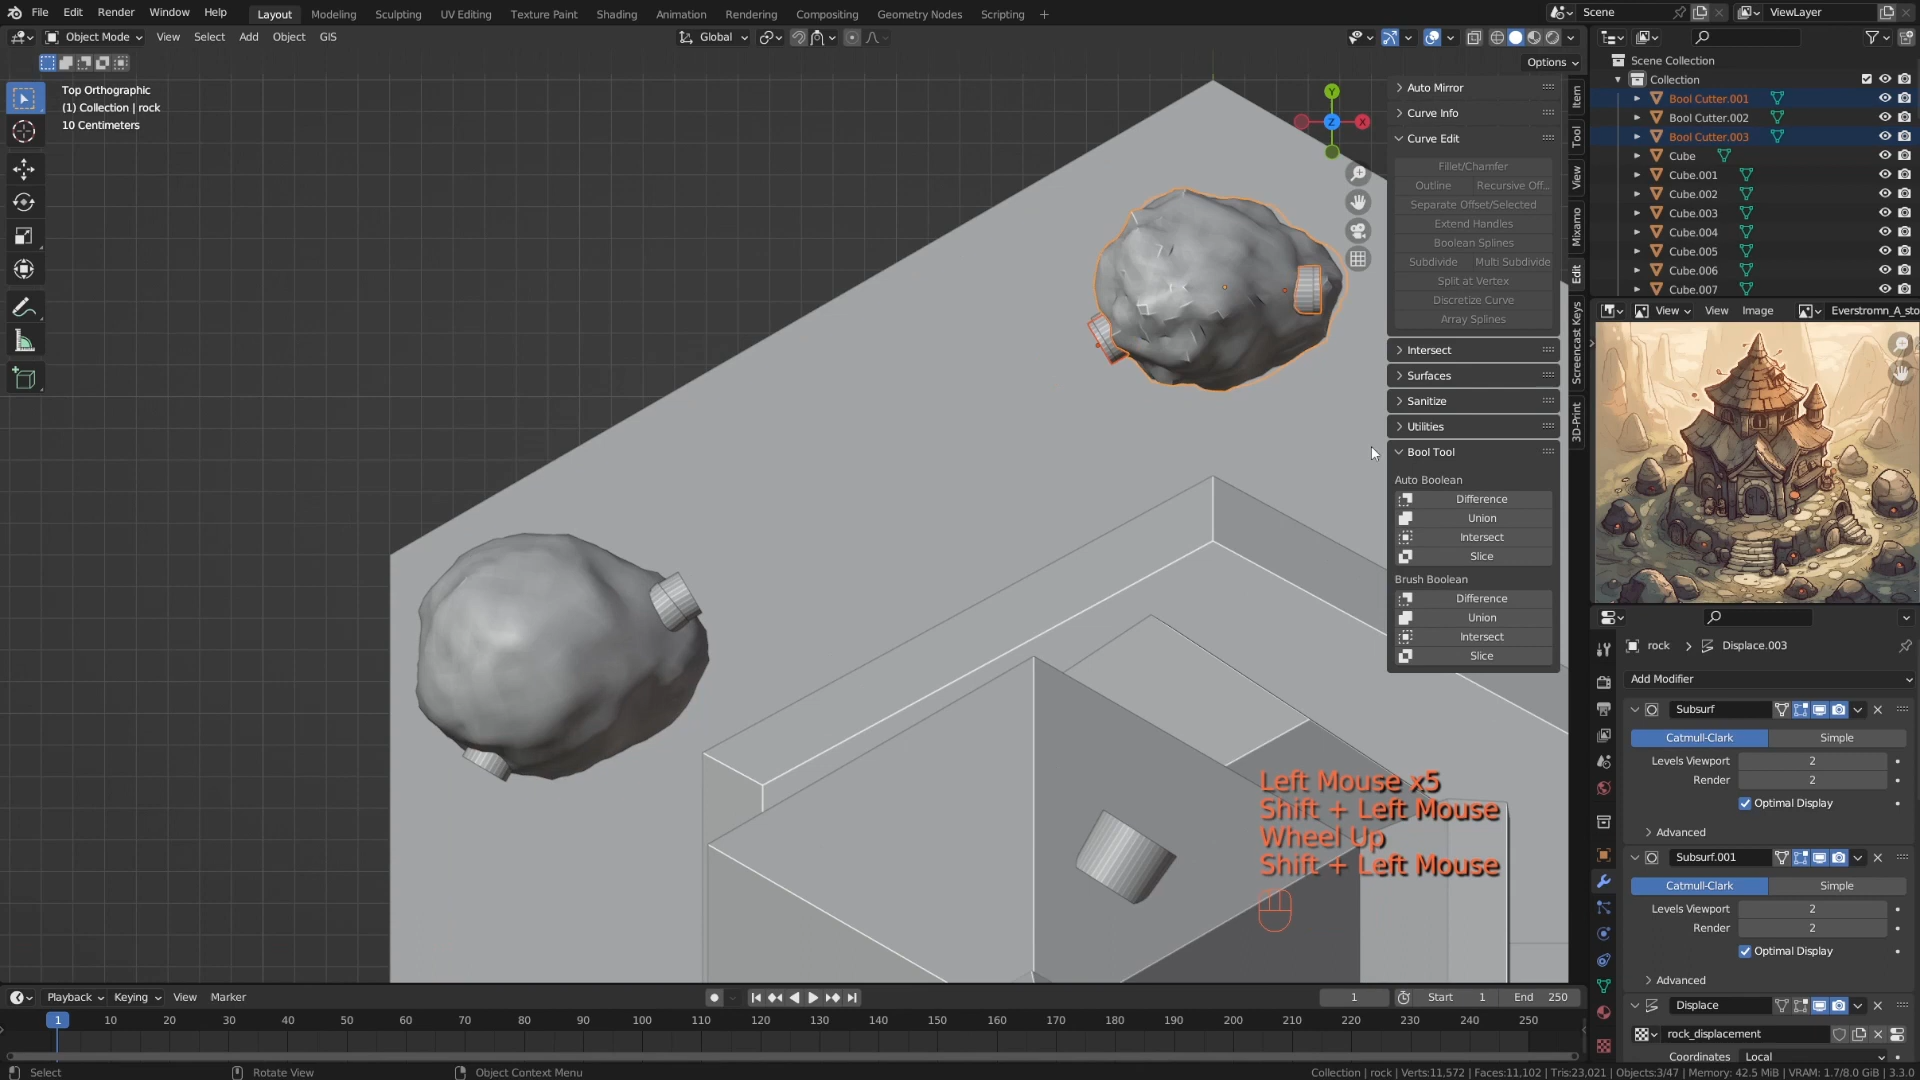 File Edit Render Window Help Layout Modeling Sculpting UV Editing Texture Paint Shading Animation Rendering Compositing Geometry Nodes Scripting + Scene ViewLayer
Object Mode View Select Add Object GIS Global
Options
Top Orthographic
(1) Collection | rock
10 Centimeters
Y
X
Z
Auto Mirror
Curve Info
Curve Edit
Fillet/Chamfer
Outline Recursive Off...
Separate Offset/Selected
Extend Handles
Boolean Splines
Subdivide Multi Subdivide
Split at Vertex
Discretize Curve
Array Splines
Intersect
Surfaces
Sanitize
Utilities
Bool Tool
Auto Boolean
Difference
Union
Intersect
Slice
Brush Boolean
Difference
Union
Intersect
Slice
Item
Tool
View
Mixamo
Edit
Screencast Keys
3D-Print
Left Mouse x5
Shift + Left Mouse
Wheel Up
Shift + Left Mouse
Scene Collection
Collection
Bool Cutter.001
Bool Cutter.002
Bool Cutter.003
Cube
Cube.001
Cube.002
Cube.003
Cube.004
Cube.005
Cube.006
Cube.007
View View Image Everstromn_A_sto
rock Displace.003
Add Modifier
Subsurf
Catmull-Clark Simple
Levels Viewport 2
Render 2
Optimal Display
Advanced
Subsurf.001
Catmull-Clark Simple
Levels Viewport 2
Render 2
Optimal Display
Advanced
Displace
rock_displacement
Coordinates Local
Playback Keying View Marker 1 Start 1 End 250
1 10 20 30 40 50 60 70 80 90 100 110 120 130 140 150 160 170 180 190 200 210 220 230 240 250
Select Rotate View Object Context Menu Collection | rock | Verts:11,572 | Faces:11,102 | Tris:23,021 | Objects:3/47 | Memory: 42.5 MiB | VRAM: 1.7/8.0 GiB | 3.3.0